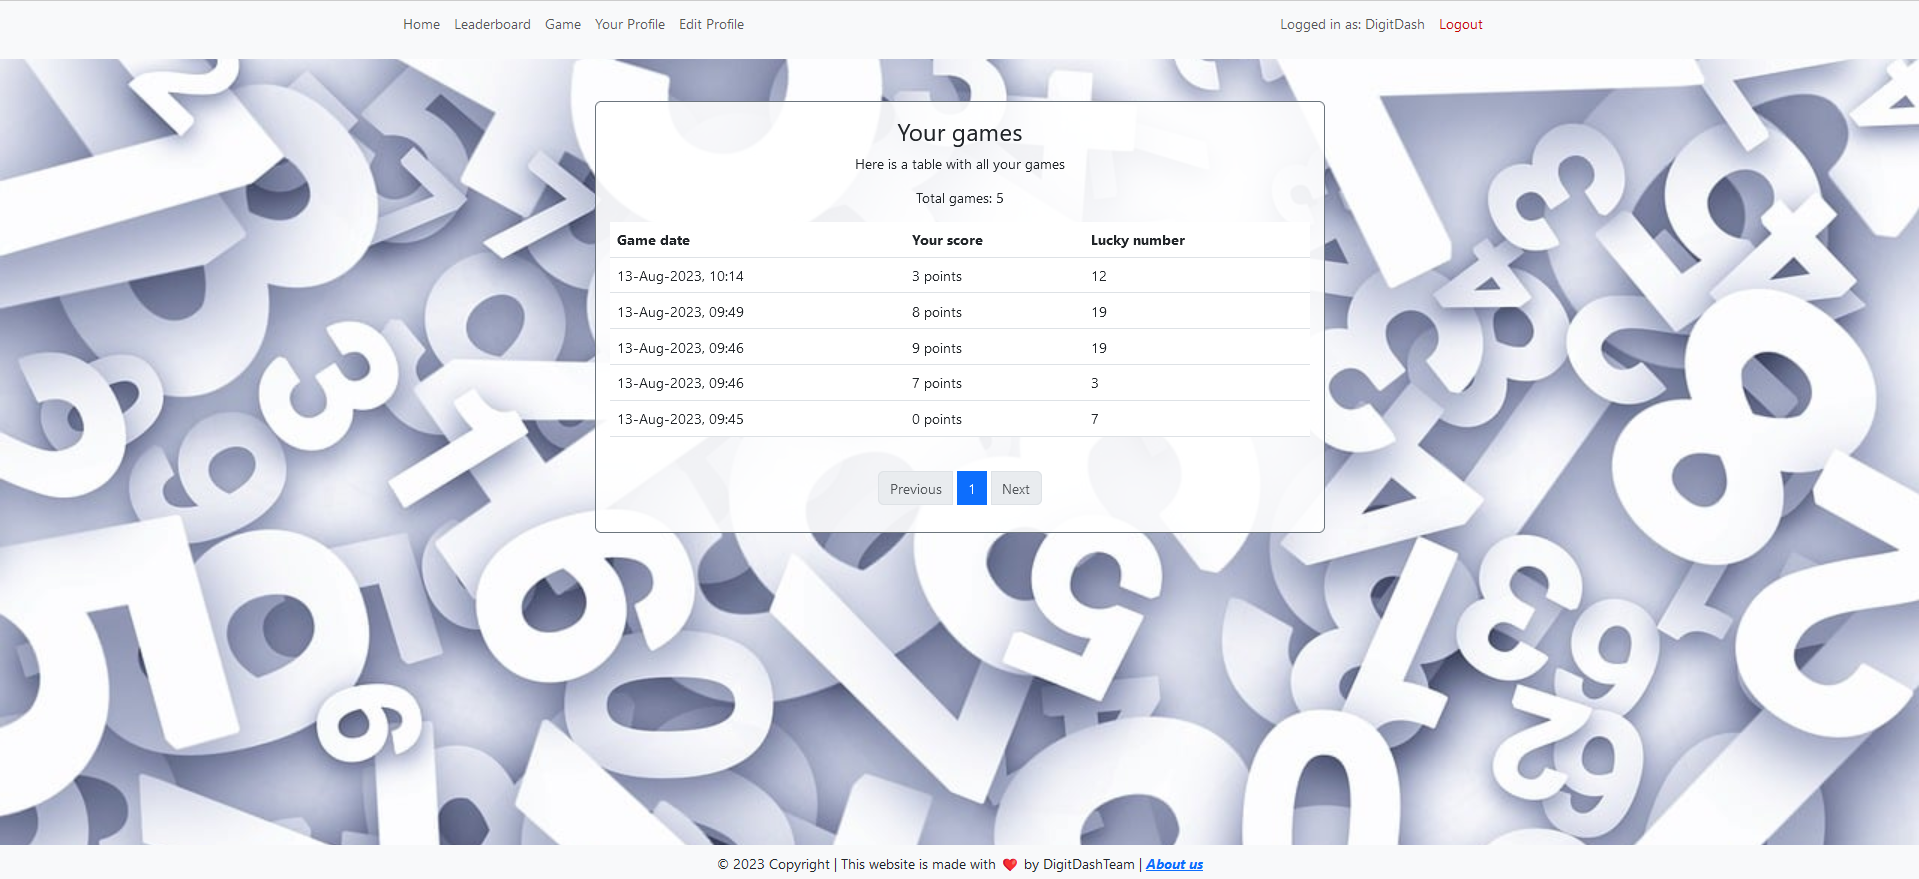 Home Leaderboard Game Your Profile Edit Profile Logged in as: DigitDash Logout
Your games
Here is a table with all your games
Total games: 5
Game date Your score Lucky number
13-Aug-2023, 10:14 3 points 12
13-Aug-2023, 09:49 8 points 19
13-Aug-2023, 09:46 9 points 19
13-Aug-2023, 09:46 7 points 3
13-Aug-2023, 09:45 0 points 7
Previous 1 Next
© 2023 Copyright | This website is made with ❤️ by DigitDashTeam | About us